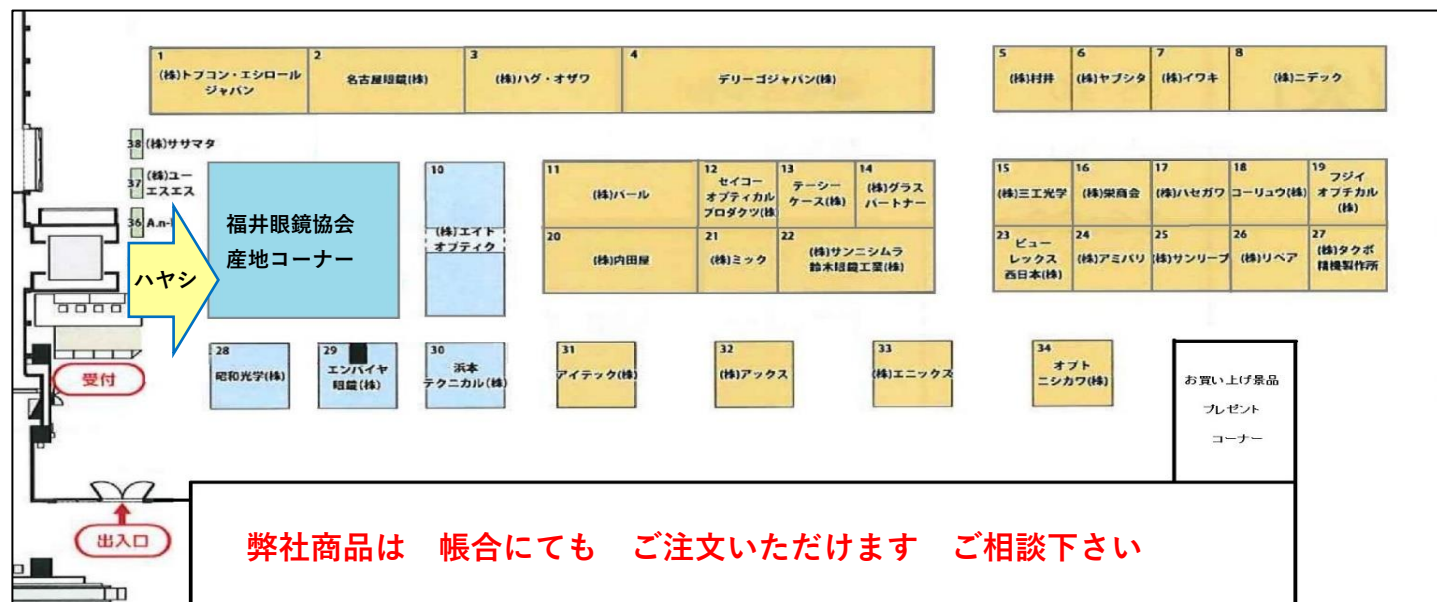 1
(株)トプコン・エシロール
ジャパン
2
名古屋眼鏡(株)
3
(株)ハグ・オザワ
4
デリーゴジャパン(株)
5
(株)村井
6
(株)ヤブシタ
7
(株)イワキ
8
(株)ニデック
38 (株)ササマタ
37 (株)ユー
エスエス
36 A.n-
ハヤシ
福井眼鏡協会
産地コーナー
10
(株)エイト
オプティク
11
(株)パール
12
セイコー
オプティカル
プロダクツ(株)
13
テーシー
ケース(株)
14
(株)グラス
パートナー
15
(株)三工光学
16
(株)栄商会
17
(株)ハセガワ
18
コーリュウ(株)
19
フジイ
オプチカル
(株)
20
(株)内田屋
21
(株)ミック
22
(株)サンニシムラ
鈴木眼鏡工業(株)
23
ビュー
レックス
西日本(株)
24
(株)アミパリ
25
(株)サンリーブ
26
(株)リペア
27
(株)タクボ
精機製作所
28
昭和光学(株)
29
エンパイヤ
眼鏡(株)
30
浜本
テクニカル(株)
31
アイテック(株)
32
(株)アックス
33
(株)エニックス
34
オプト
ニシカワ(株)
受付
お買い上げ景品
プレゼント
コーナー
出入口
弊社商品は 帳合にても ご注文いただけます ご相談下さい